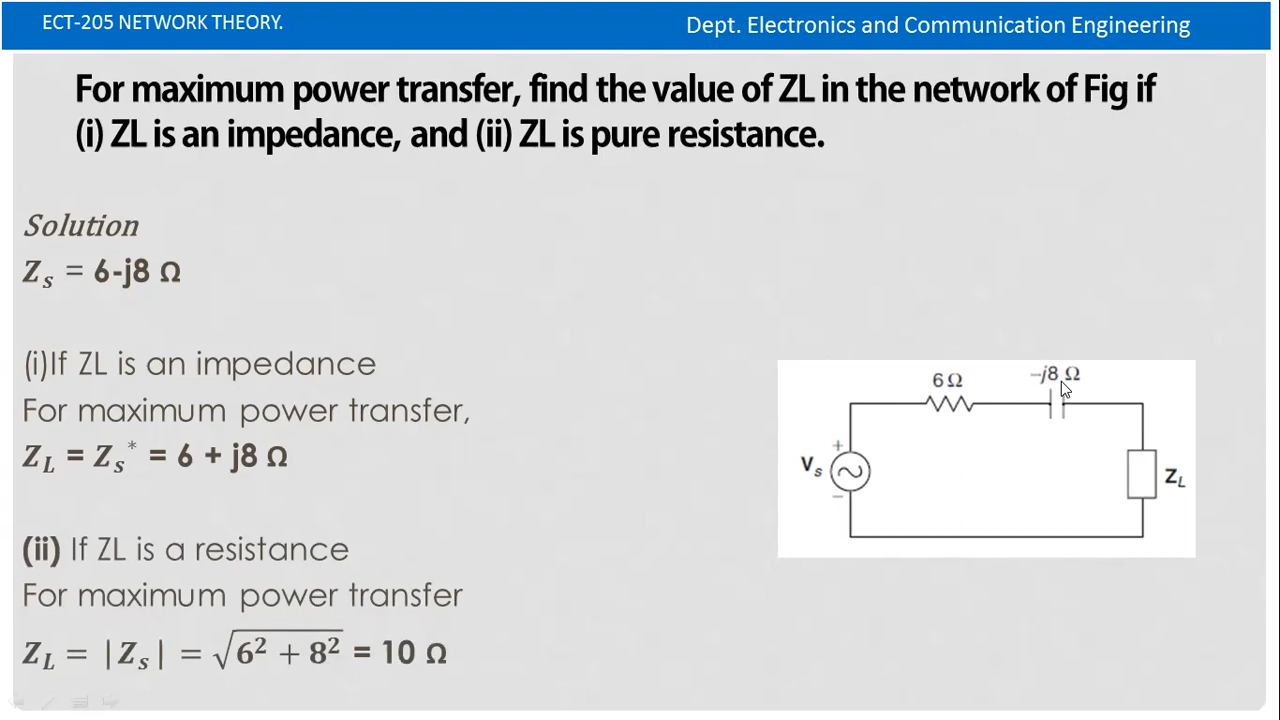 ECT-205 NETWORK THEORY.
Dept. Electronics and Communication Engineering
For maximum power transfer, find the value of ZL in the network of Fig if
(i) ZL is an impedance, and (ii) ZL is pure resistance.
Solution
Zₛ = 6-j8 Ω
(i)If ZL is an impedance
For maximum power transfer,
Z_L = Zₛ* = 6 + j8 Ω
(ii) If ZL is a resistance
For maximum power transfer
Z_L = |Zₛ| = √6² + 8² = 10 Ω
6 Ω
−j8 Ω
+
Vₛ
−
Z_L